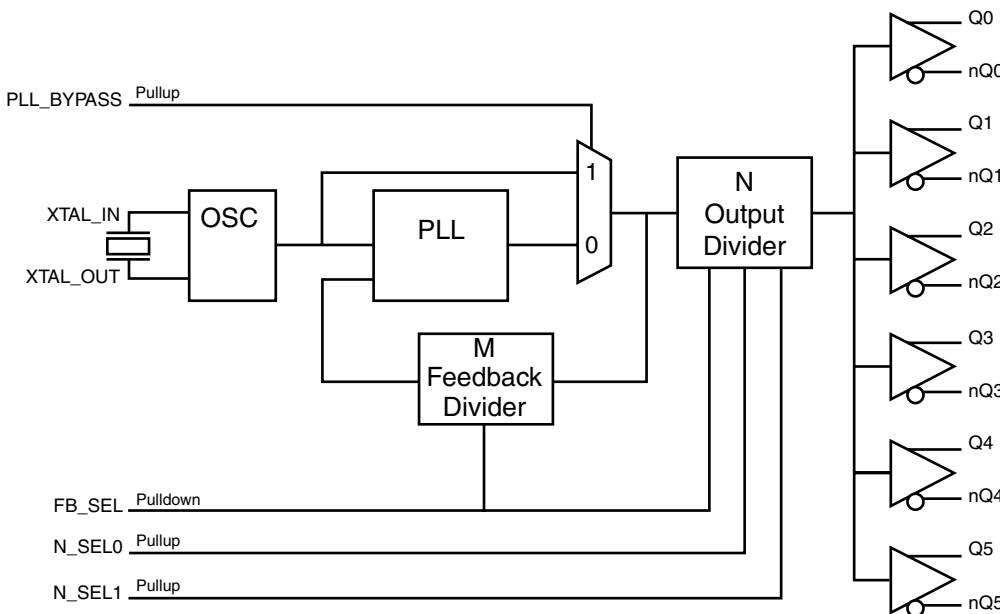 PLL_BYPASS Pullup
XTAL_IN
XTAL_OUT
OSC
PLL
1
0
M
Feedback
Divider
N
Output
Divider
FB_SEL Pulldown
N_SEL0 Pullup
N_SEL1 Pullup
Q0
nQ0
Q1
nQ1
Q2
nQ2
Q3
nQ3
Q4
nQ4
Q5
nQ5